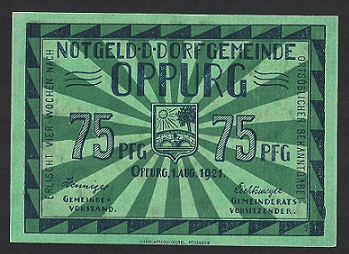 NOTGELD·D·DORFGEMEINDE
OPPURG
ERLISCHT VIER WOCHEN NACH
ORTSÜBLICHER BEKANNTGABE
75 PFG
75 PFG
OPPURG, 1. AUG. 1921.
GEMEINDE-
VORSTAND.
GEMEINDERATS-
VORSITZENDER.